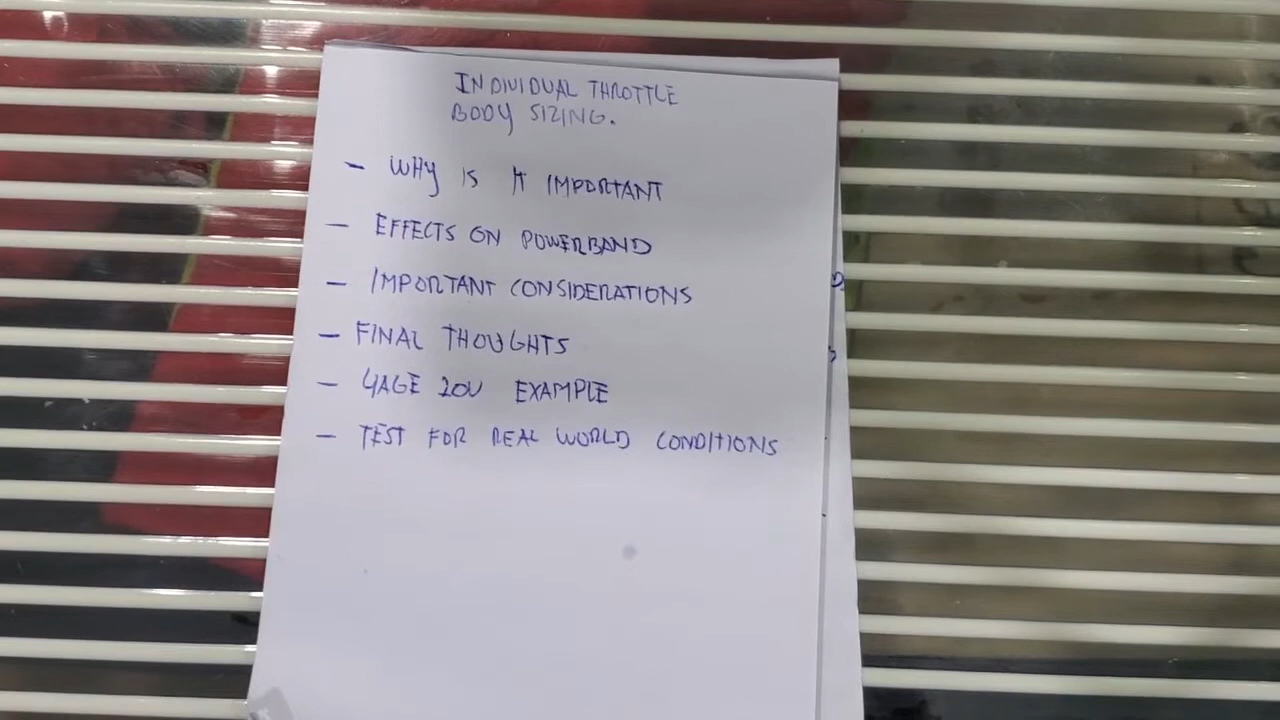 INDIVIDUAL THROTTLE
BODY SIZING.
- WHY IS IT IMPORTANT
- EFFECTS ON POWERBAND
- IMPORTANT CONSIDERATIONS
- FINAL THOUGHTS
- 4AGE 20V EXAMPLE
- TEST FOR REAL WORLD CONDITIONS